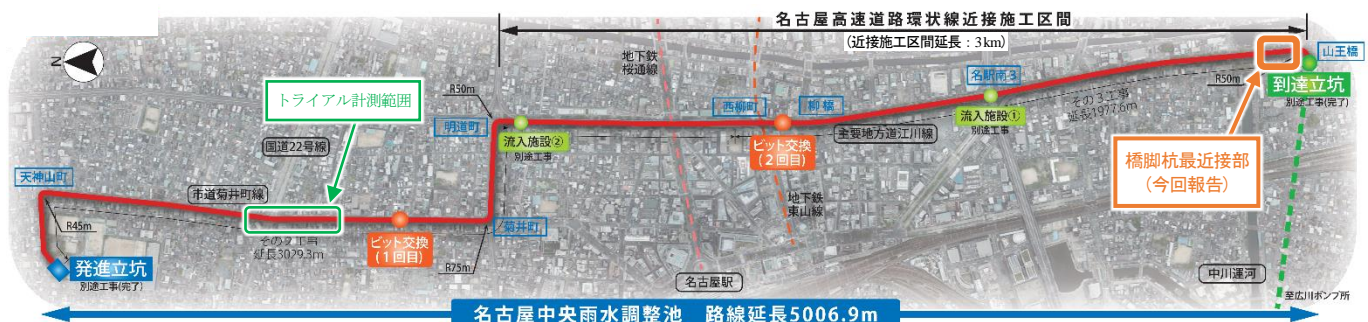 名古屋高速道路環状線近接施工区間
(近接施工区間延長：3km)
N
トライアル計測範囲
国道22号線
天神山町
市道菊井町線
R45m
発進立坑
別途工事(完了)
その2工事
延長3029.3m
ビット交換
(1回目)
R75m
菊井町
明道町
R50m
流入施設②
別途工事
地下鉄
桜通線
西柳町
柳橋
ビット交換
(2回目)
地下鉄
東山線
名古屋駅
主要地方道江川線
名駅南3
流入施設①
別途工事
その3工事
延長1977.6m
R50m
山王橋
到達立坑
別途工事(完了)
橋脚杭最近接部
(今回報告)
中川運河
至広川ポンプ所
名古屋中央雨水調整池　路線延長5006.9m